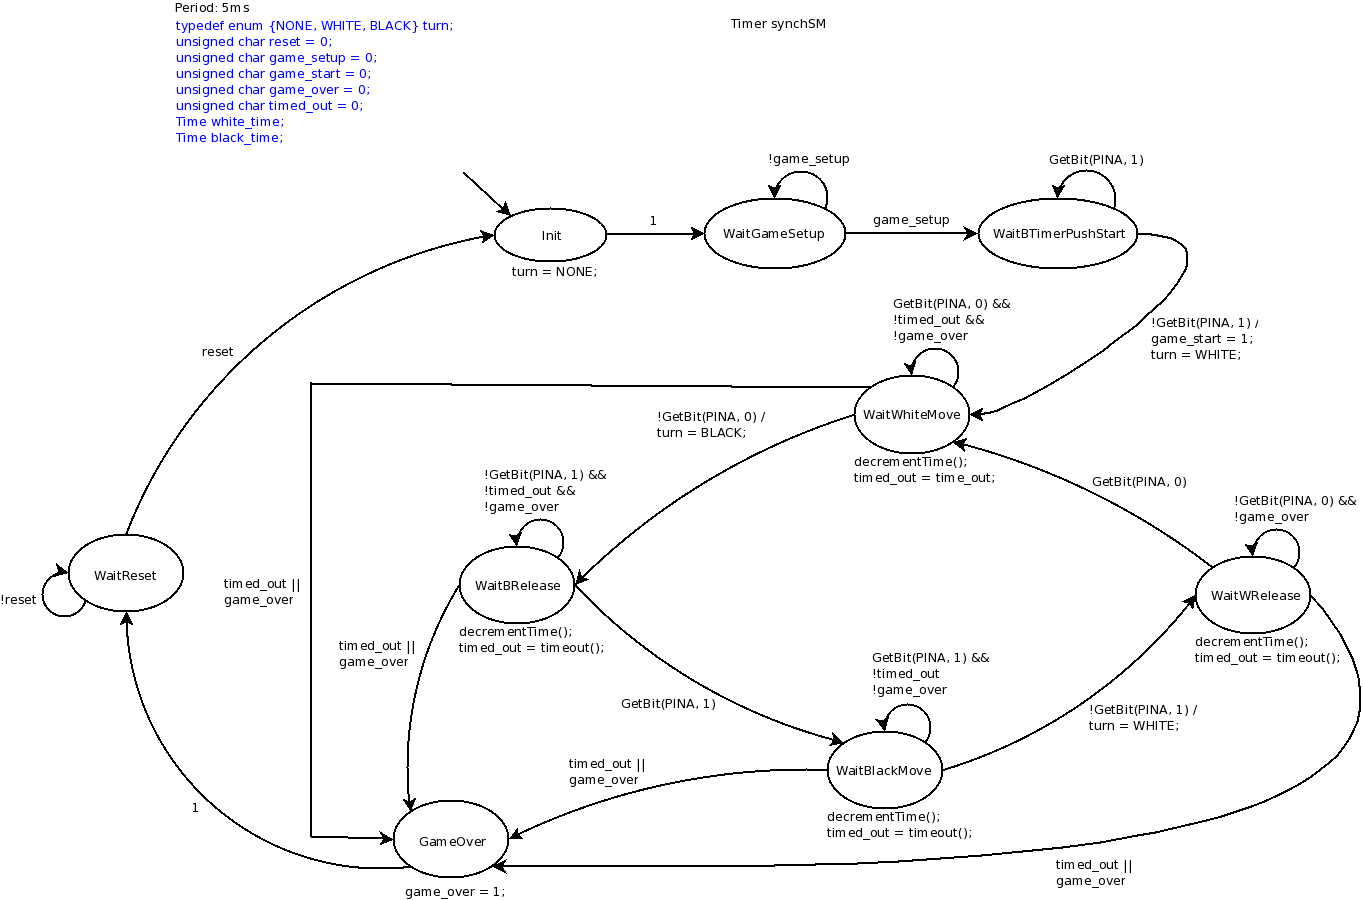 Period: 5ms
typedef enum {NONE, WHITE, BLACK} turn;
unsigned char reset = 0;
unsigned char game_setup = 0;
unsigned char game_start = 0;
unsigned char game_over = 0;
unsigned char timed_out = 0;
Time white_time;
Time black_time;
Timer synchSM
!game_setup
GetBit(PINA, 1)
1
game_setup
Init
WaitGameSetup
WaitBTimerPushStart
turn = NONE;
GetBit(PINA, 0) &&
!timed_out &&
!game_over
!GetBit(PINA, 1) /
game_start = 1;
turn = WHITE;
reset
WaitWhiteMove
!GetBit(PINA, 0) /
turn = BLACK;
decrementTime();
timed_out = time_out;
!GetBit(PINA, 1) &&
!timed_out &&
!game_over
GetBit(PINA, 0)
!GetBit(PINA, 0) &&
!game_over
WaitReset
!reset
timed_out ||
game_over
WaitBRelease
decrementTime();
timed_out = timeout();
WaitWRelease
decrementTime();
timed_out = timeout();
timed_out ||
game_over
GetBit(PINA, 1) &&
!timed_out
!game_over
GetBit(PINA, 1)
!GetBit(PINA, 1) /
turn = WHITE;
timed_out ||
game_over
WaitBlackMove
decrementTime();
timed_out = timeout();
1
GameOver
game_over = 1;
timed_out ||
game_over